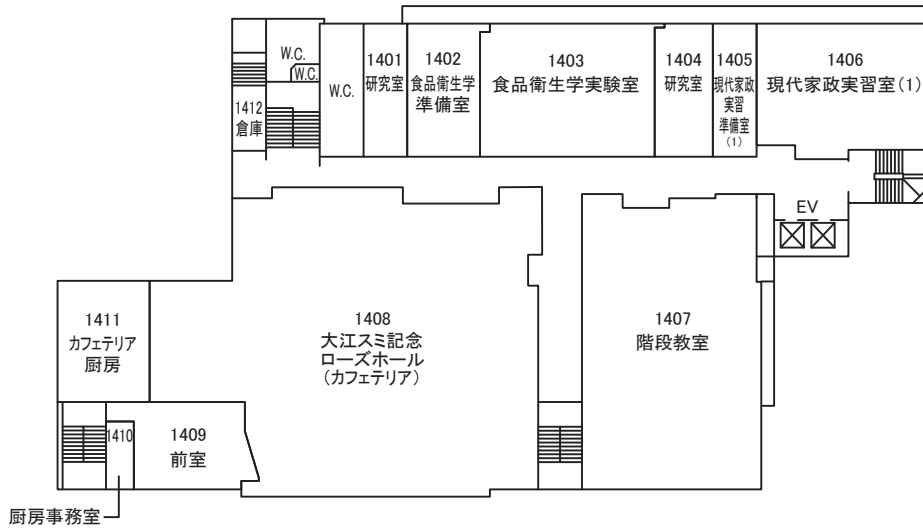 W.C.
W.C.
1412
倉庫
W.C.
1401
研究室
1402
食品衛生学
準備室
1403
食品衛生学実験室
1404
研究室
1405
現代家政
実習
準備室
(1)
1406
現代家政実習室(1)
EV
1411
カフェテリア
厨房
1408
大江スミ記念
ローズホール
(カフェテリア)
1407
階段教室
1410
1409
前室
厨房事務室